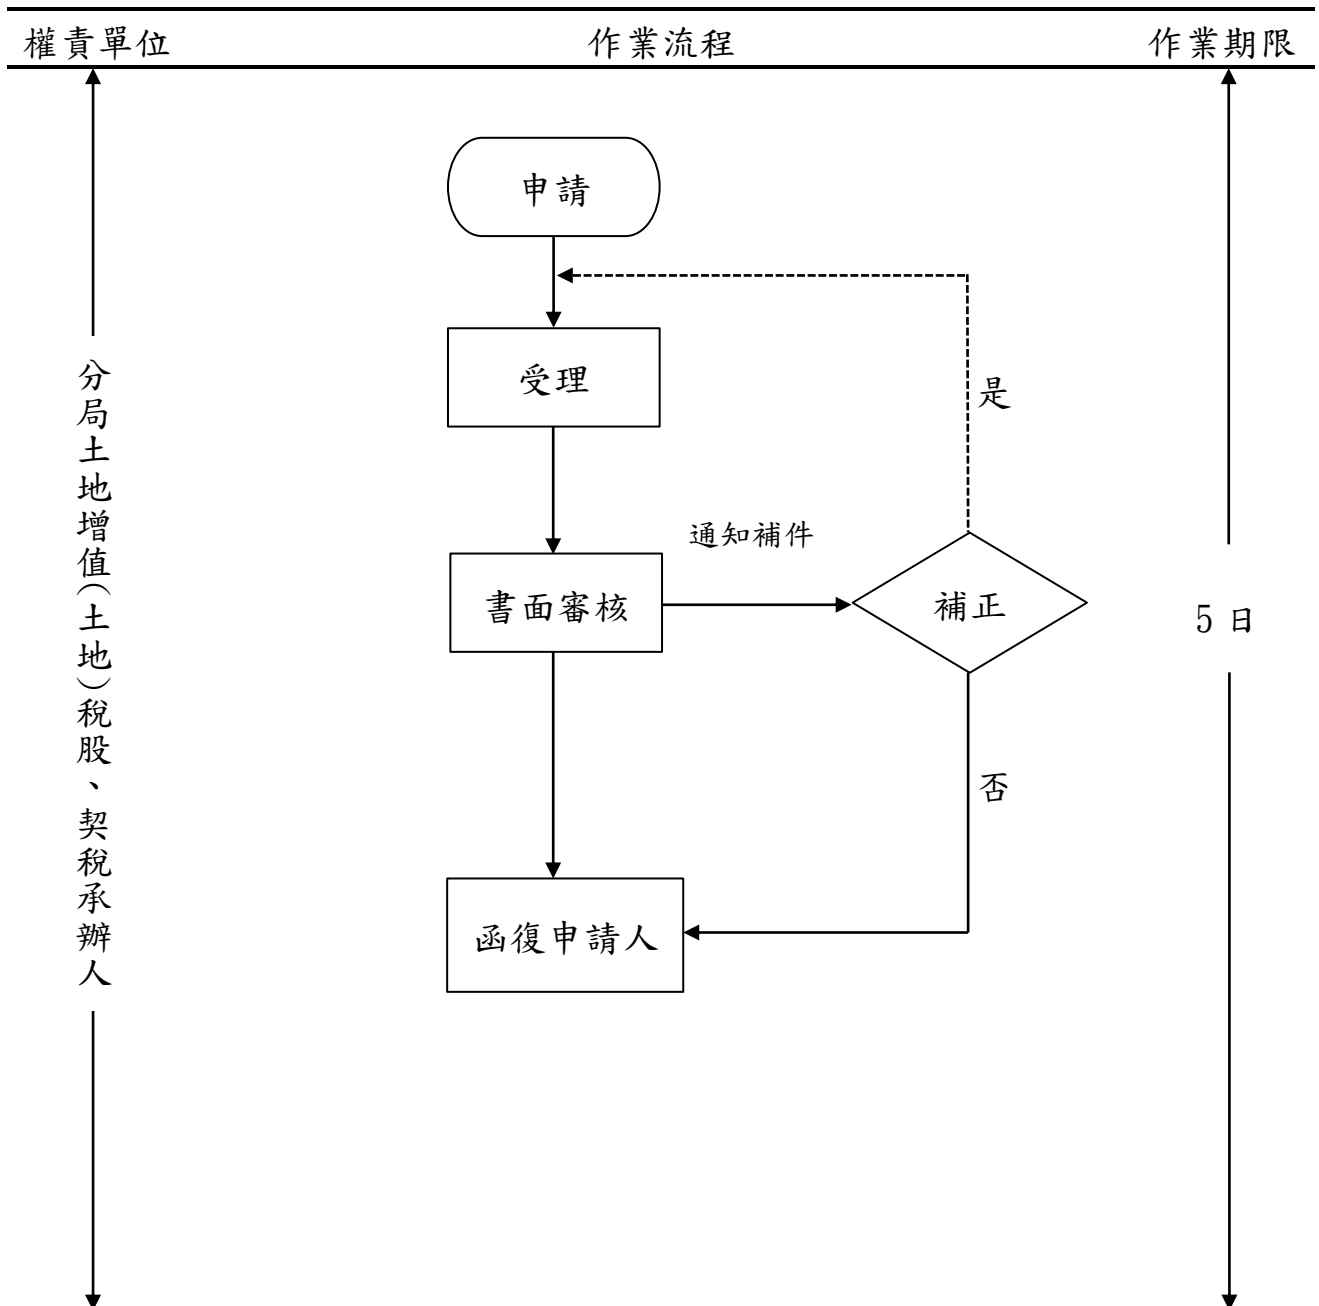 權責單位
作業流程
作業期限
申請
受理
是
通知補件
書面審核
補正
5 日
否
函復申請人
分局土地增值(土地)稅股、契稅承辦人